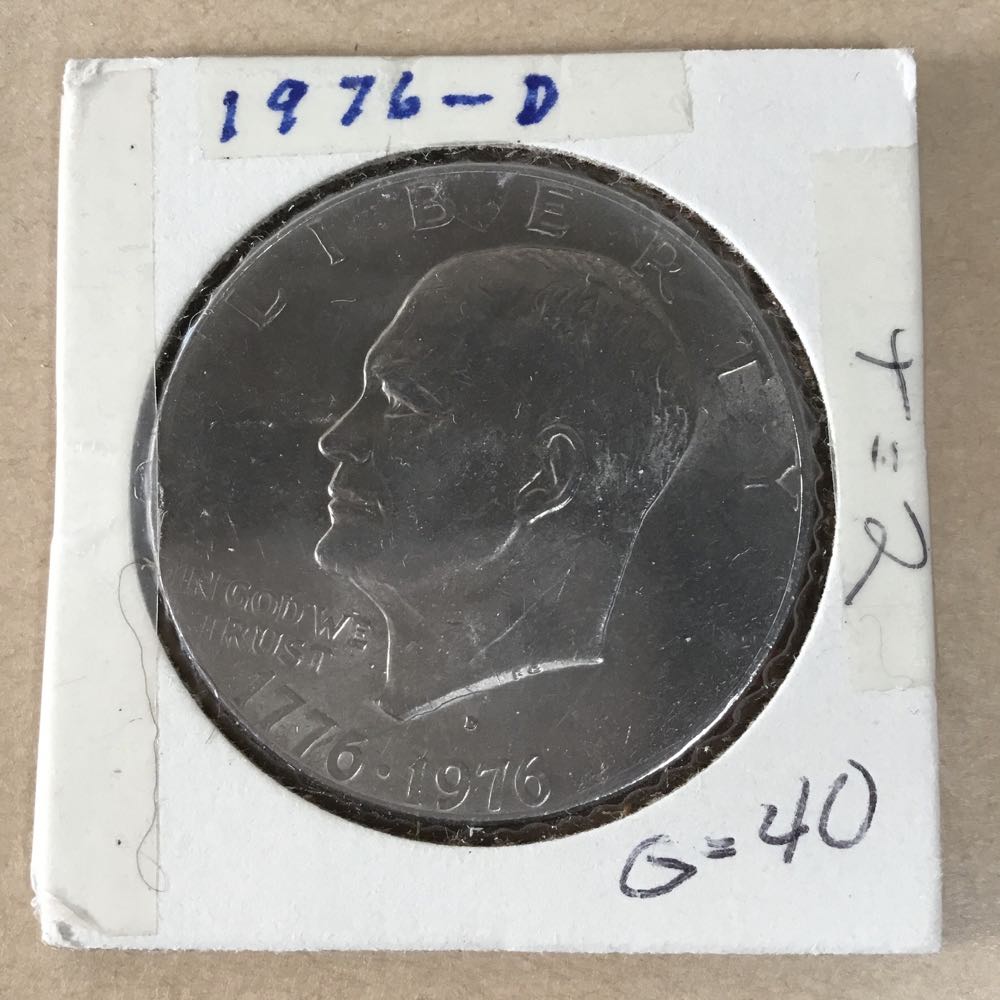 1976-D
LIBERTY
IN GOD WE
TRUST
D
1776·1976
G=40